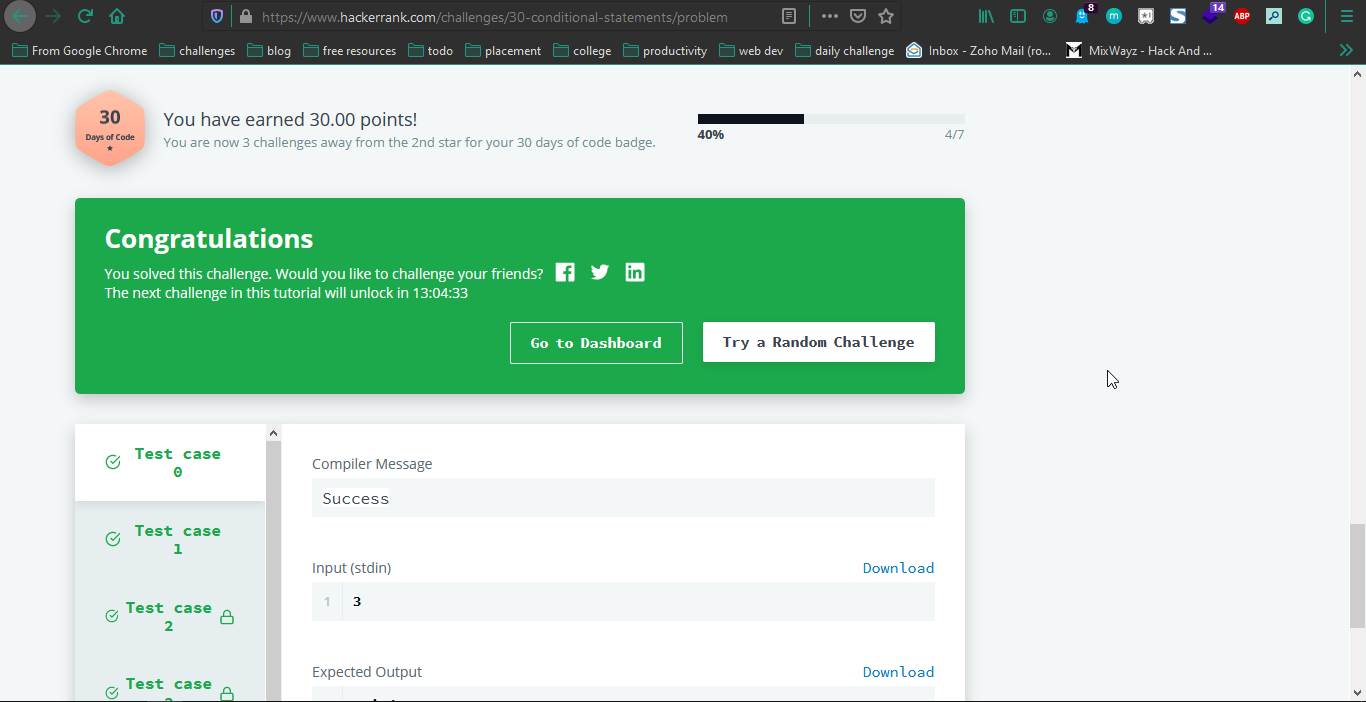 https://www.hackerrank.com/challenges/30-conditional-statements/problem
8
m
S
14
ABP
G
From Google Chrome
challenges
blog
free resources
todo
placement
college
productivity
web dev
daily challenge
Inbox - Zoho Mail (ro...
MixWayz - Hack And ...
30
Days of Code
You have earned 30.00 points!
You are now 3 challenges away from the 2nd star for your 30 days of code badge.
40%
4/7
Congratulations
You solved this challenge. Would you like to challenge your friends?
The next challenge in this tutorial will unlock in 13:04:33
Go to Dashboard
Try a Random Challenge
Test case
0
Test case
1
Test case
2
Test case
Compiler Message
Success
Input (stdin)
Download
1
3
Expected Output
Download